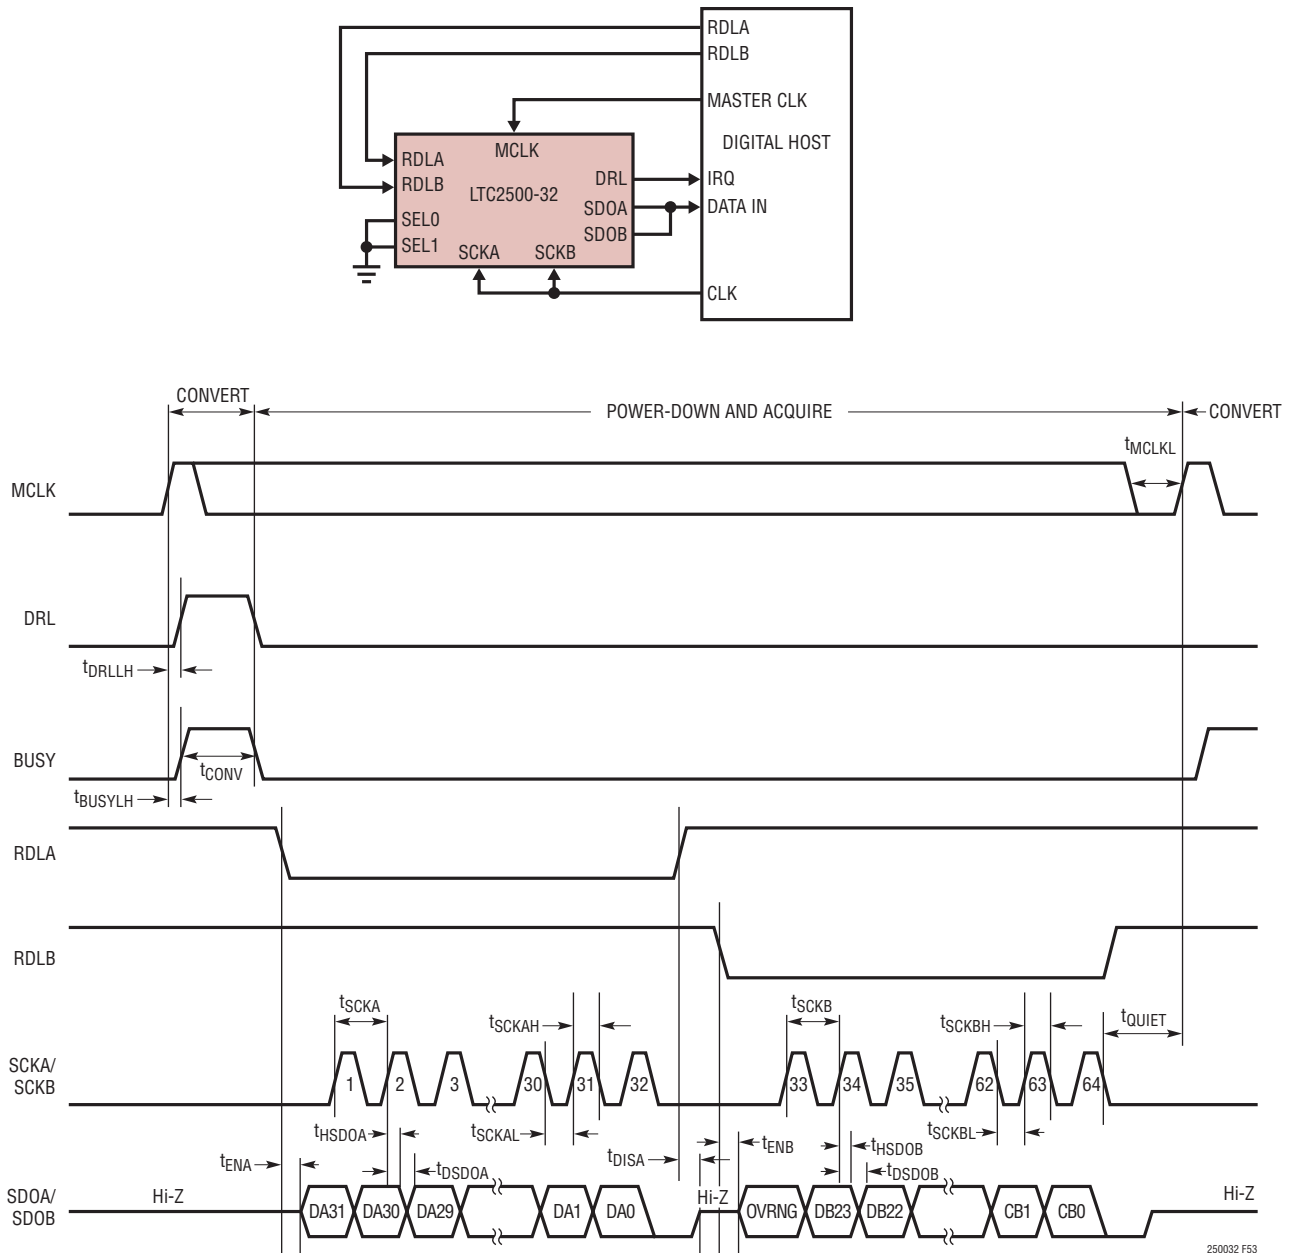 RDLA
RDLB
MASTER CLK
DIGITAL HOST
MCLK
RDLA
RDLB
LTC2500-32
DRL
IRQ
SDOA
DATA IN
SDOB
SEL0
SEL1
SCKA
SCKB
CLK
CONVERT
POWER-DOWN AND ACQUIRE
CONVERT
tMCLKL
MCLK
DRL
tDRLLH
BUSY
tCONV
tBUSYLH
RDLA
RDLB
tSCKA
tSCKAH
tSCKB
tSCKBH
tQUIET
SCKA/
SCKB
1 2 3 30 31 32 33 34 35 62 63 64
tHSDOA
tSCKAL
tENB
tHSDOB
tSCKBL
tENA
tDSDOA
tDISA
tDSDOB
SDOA/
SDOB
Hi-Z
DA31 DA30 DA29 DA1 DA0
Hi-Z
OVRNG DB23 DB22 CB1 CB0
Hi-Z
250032 F53